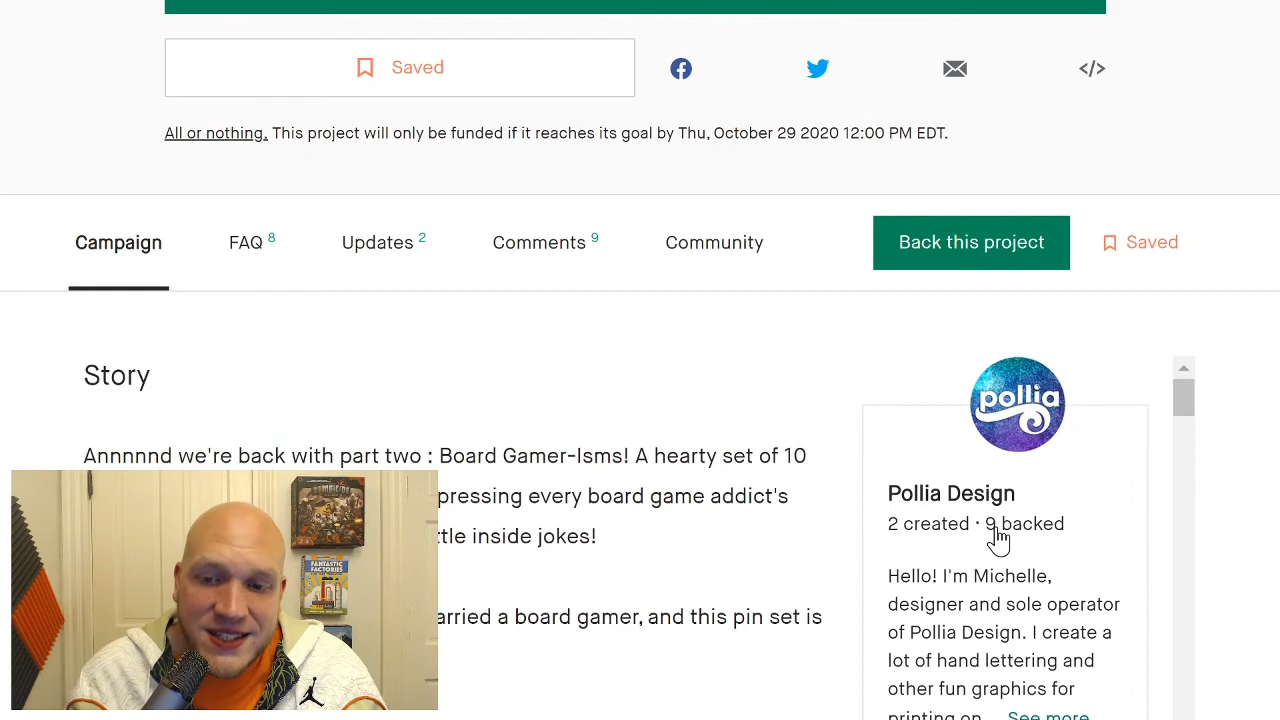 Saved
</>
All or nothing. This project will only be funded if it reaches its goal by Thu, October 29 2020 12:00 PM EDT.
Campaign
FAQ 8
Updates 2
Comments 9
Community
Back this project
Saved
Story
Annnnnd we're back with part two : Board Gamer-Isms! A hearty set of 10
pressing every board game addict's
ttle inside jokes!
arried a board gamer, and this pin set is
pollia
Pollia Design
2 created · 9 backed
Hello! I'm Michelle,
designer and sole operator
of Pollia Design. I create a
lot of hand lettering and
other fun graphics for
printing on... See more
ZOMBICIDE
FANTASTIC
FACTORIES